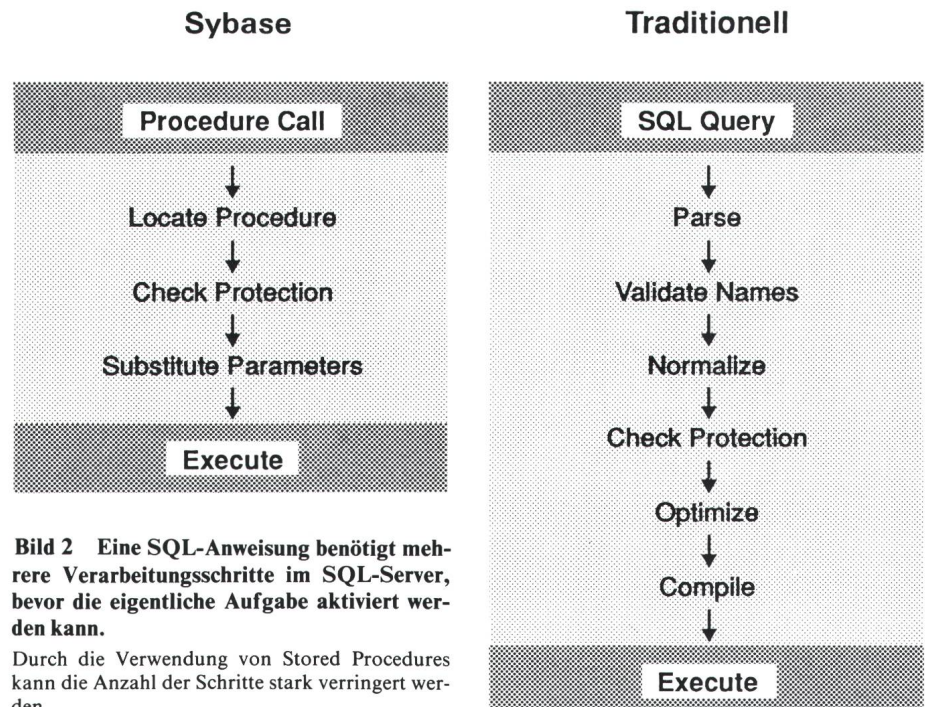 Sybase
Procedure Call
Locate Procedure
Check Protection
Substitute Parameters
Execute
Traditionell
SQL Query
Parse
Validate Names
Normalize
Check Protection
Optimize
Compile
Execute
Bild 2 Eine SQL-Anweisung benötigt meh-
rere Verarbeitungsschritte im SQL-Server,
bevor die eigentliche Aufgabe aktiviert wer-
den kann.
Durch die Verwendung von Stored Procedures
kann die Anzahl der Schritte stark verringert wer-
den.